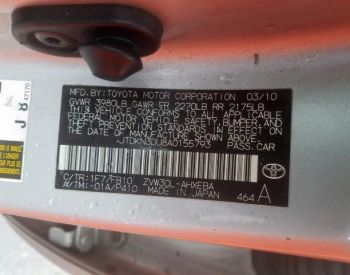 MFD.BY:TOYOTA MOTOR CORPORATION 03/10
GVWR 3980LB GAWR FR 2270LB RR 2175LB
THIS VEHICLE CONFORMS TO ALL APPLICABLE
FEDERAL MOTOR VEHICLE SAFETY, BUMPER, AND
THEFT PREVENTION STANDARDS IN EFFECT ON
THE DATE OF MANUFACTURE SHOWN ABOVE.
JTDKN3DU8A0155793 PASS.CAR
C/TR:1F7/FB10 ZVW30L-AHXEBA
A/TM:-01A/P410 MADE IN JAPAN 464 A
TOYOTA